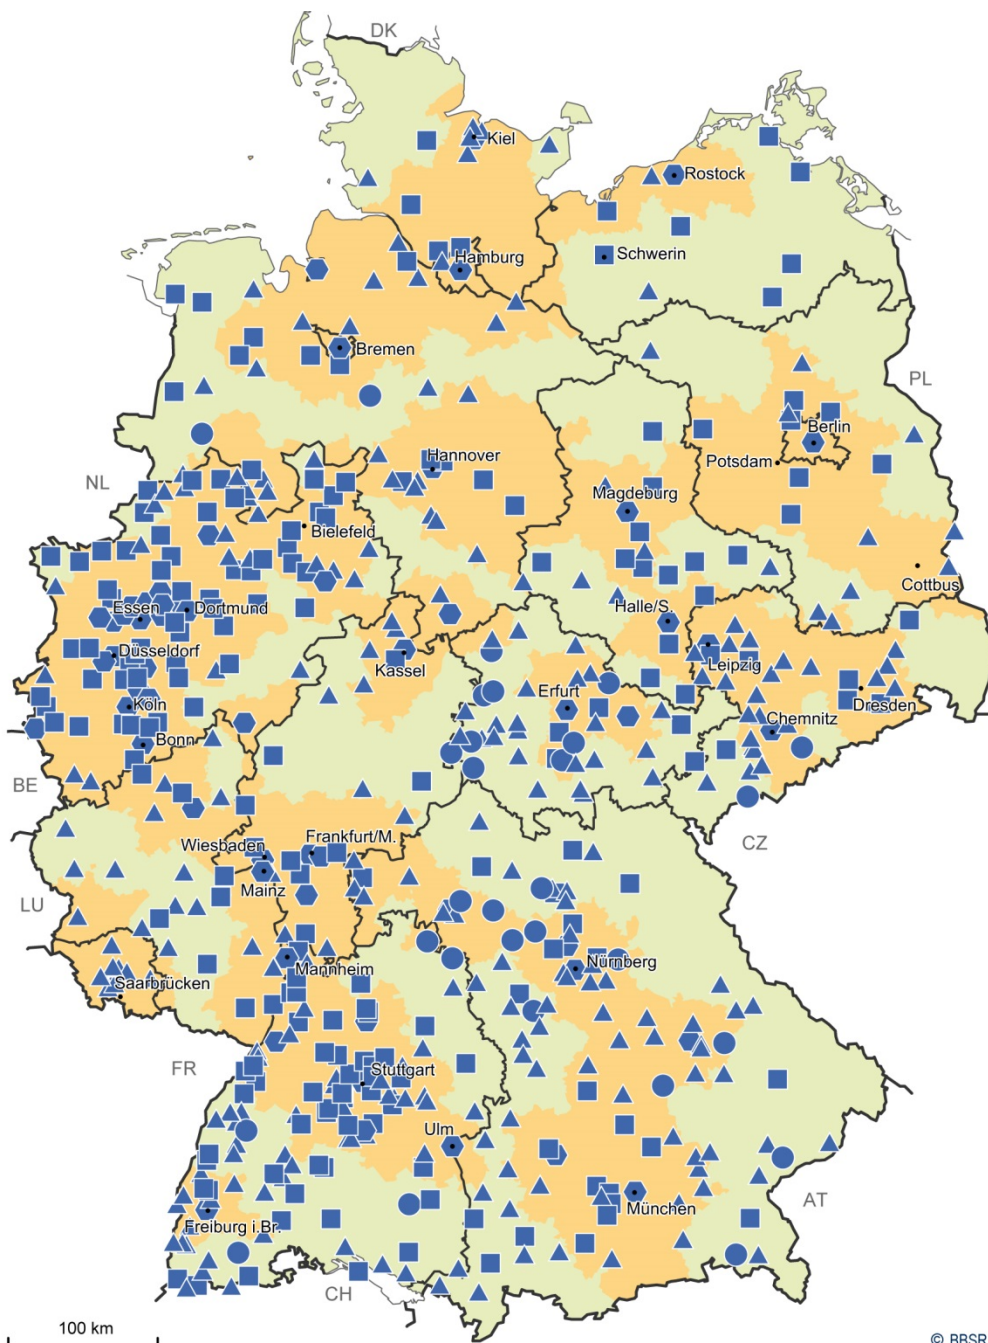 DK
Kiel
Rostock
Hamburg
Schwerin
Bremen
PL
Berlin
Hannover
Potsdam
NL
Magdeburg
Bielefeld
Cottbus
Essen
Dortmund
Halle/S.
Düsseldorf
Leipzig
Kassel
Erfurt
Dresden
Köln
Chemnitz
Bonn
BE
Frankfurt/M.
Wiesbaden
CZ
Mainz
LU
Mannheim
Nürnberg
Saarbrücken
FR
Stuttgart
Ulm
AT
München
Freiburg i.Br.
CH
100 km
© BBSR